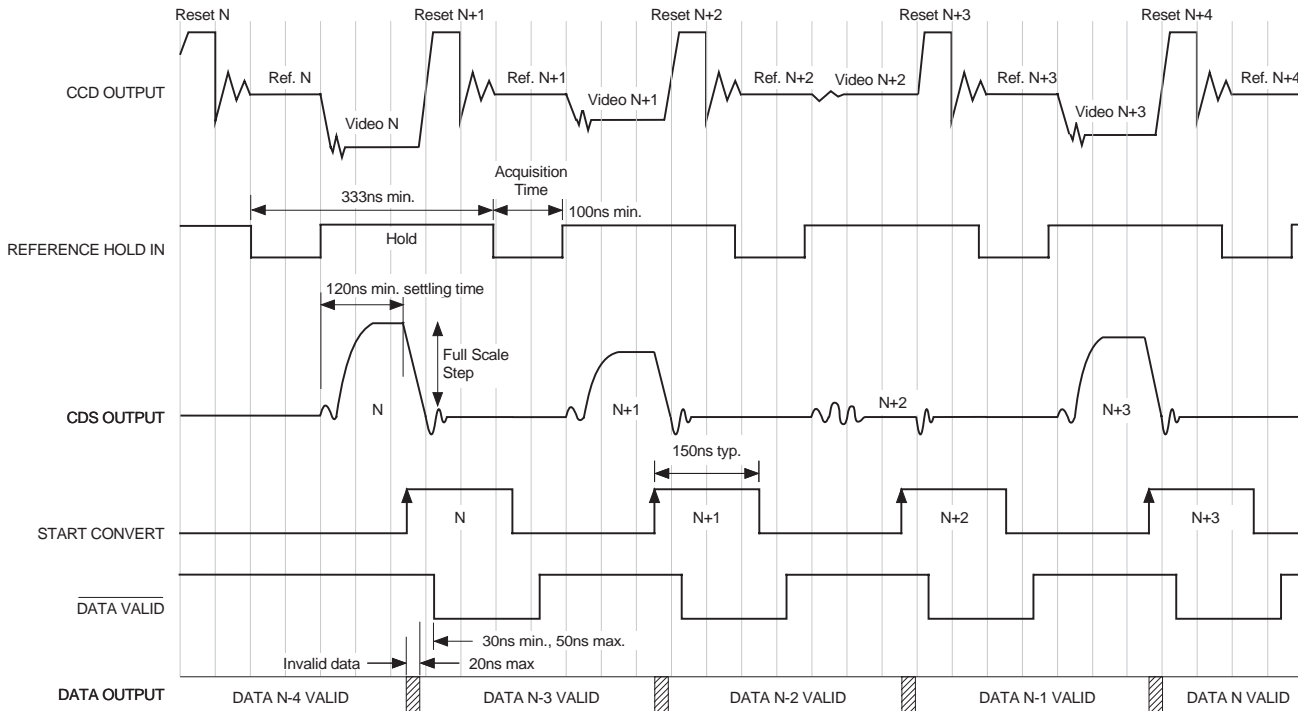 Reset N Reset N+1 Reset N+2 Reset N+3 Reset N+4
CCD OUTPUT
Ref. N Ref. N+1 Ref. N+2 Video N+2 Ref. N+3 Ref. N+4
Video N Video N+1 Video N+3
Acquisition
Time
333ns min.
100ns min.
REFERENCE HOLD IN
Hold
120ns min. settling time
Full Scale
Step
CDS OUTPUT
N N+1 N+2 N+3
150ns typ.
START CONVERT
N N+1 N+2 N+3
DATA VALID
30ns min., 50ns max.
Invalid data 20ns max
DATA OUTPUT
DATA N-4 VALID DATA N-3 VALID DATA N-2 VALID DATA N-1 VALID DATA N VALID